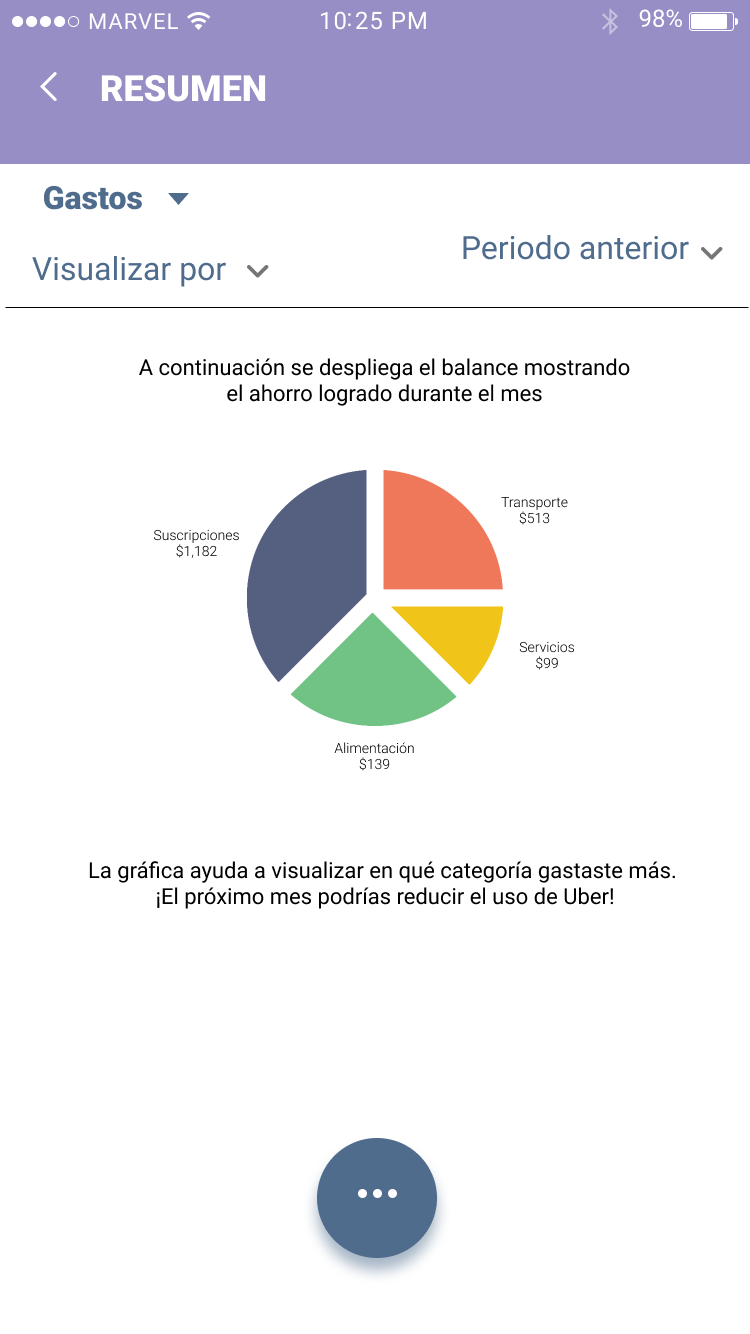 MARVEL 10:25 PM 98%
RESUMEN
Gastos
Periodo anterior
Visualizar por
A continuación se despliega el balance mostrando
el ahorro logrado durante el mes
Transporte
$513
Suscripciones
$1,182
Servicios
$99
Alimentación
$139
La gráfica ayuda a visualizar en qué categoría gastaste más.
¡El próximo mes podrías reducir el uso de Uber!